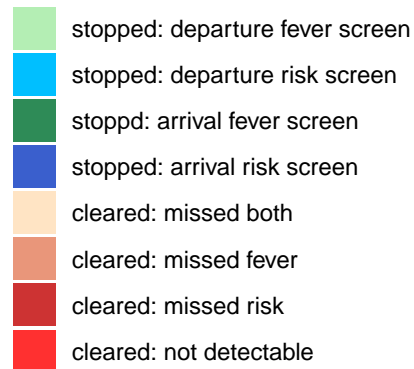 stopped: departure fever screen
stopped: departure risk screen
stoppd: arrival fever screen
stopped: arrival risk screen
cleared: missed both
cleared: missed fever
cleared: missed risk
cleared: not detectable